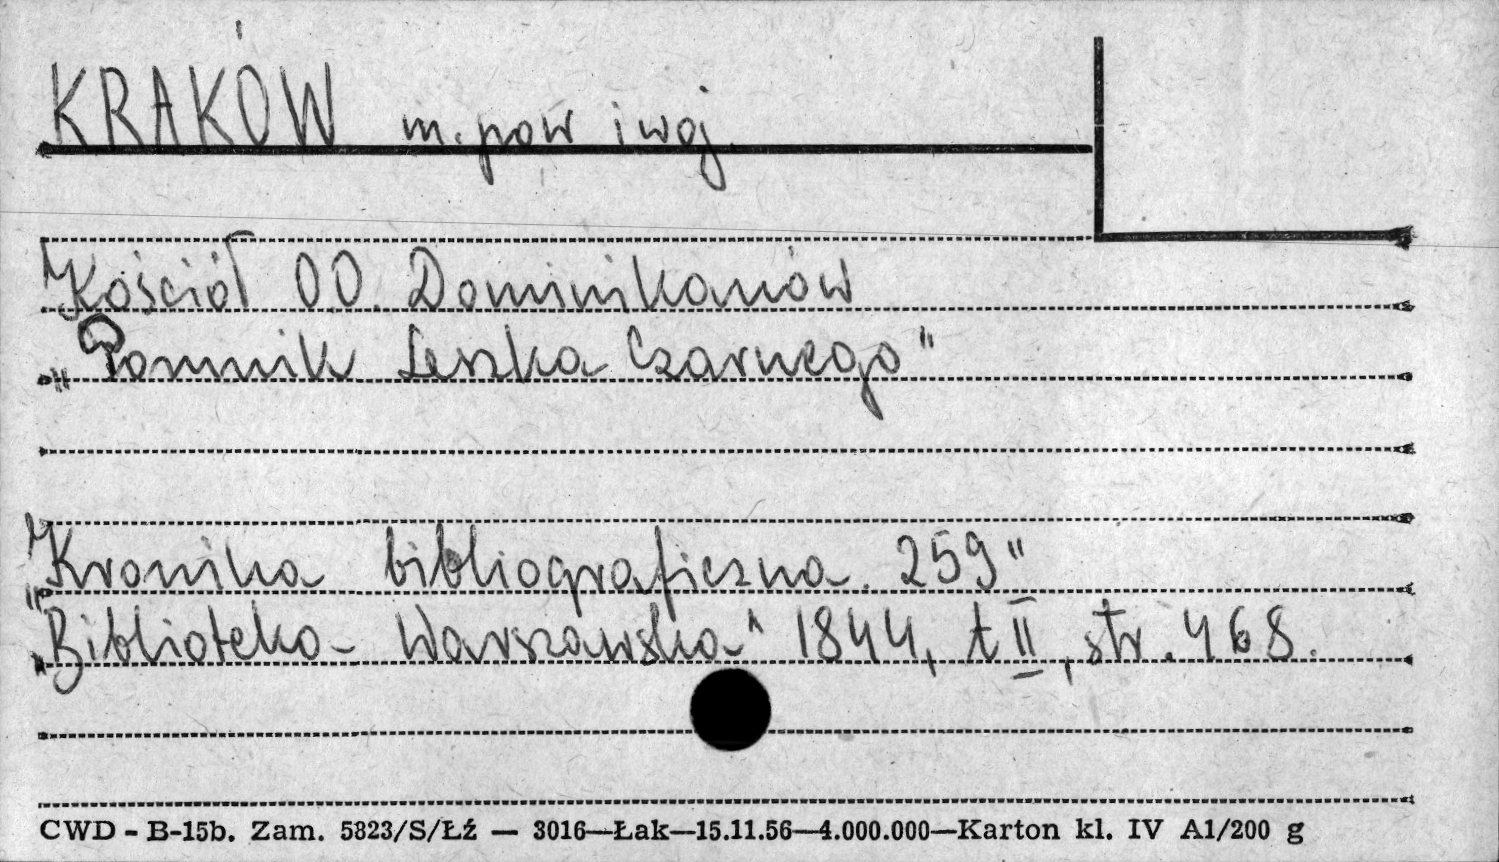 KRAKÓW m. pow i woj.
Kościół OO. Dominikanów
„Pomnik Leszka Czarnego"
„Kronika bibliograficzna. 259"
„Biblioteka Warszawska" 1844, t II, str. 468.
CWD - B-15b. Zam. 5823/S/Łź — 3016—Łak—15.11.56—4.000.000—Karton kl. IV A1/200 g